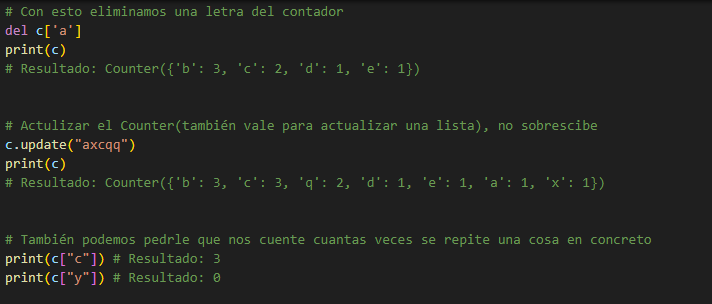 # Con esto eliminamos una letra del contador
del c['a']
print(c)
# Resultado: Counter({'b': 3, 'c': 2, 'd': 1, 'e': 1})
# Actulizar el Counter(también vale para actualizar una lista), no sobrescibe
c.update("axcqq")
print(c)
# Resultado: Counter({'b': 3, 'c': 3, 'q': 2, 'd': 1, 'e': 1, 'a': 1, 'x': 1})
# También podemos pedrle que nos cuente cuantas veces se repite una cosa en concreto
print(c["c"]) # Resultado: 3
print(c["y"]) # Resultado: 0